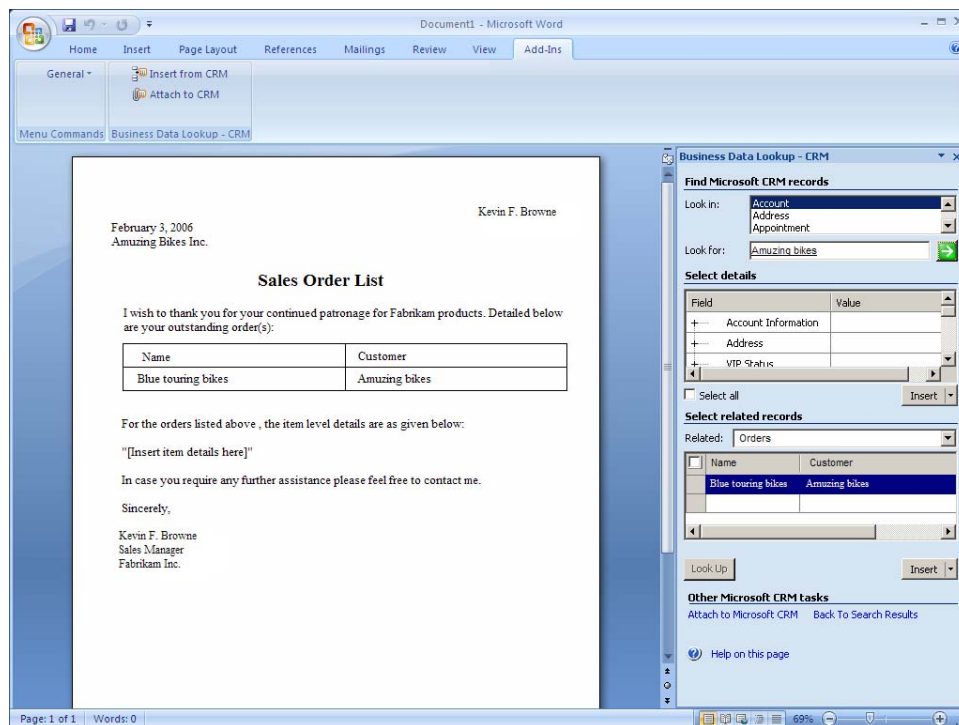 Document1 - Microsoft Word
Home Insert Page Layout References Mailings Review View Add-Ins
General
Insert from CRM
Attach to CRM
Menu Commands Business Data Lookup - CRM
Kevin F. Browne
February 3, 2006
Amuzing Bikes Inc.
Sales Order List
I wish to thank you for your continued patronage for Fabrikam products. Detailed below
are your outstanding order(s):
Name Customer
Blue touring bikes Amuzing bikes
For the orders listed above , the item level details are as given below:
"[Insert item details here]"
In case you require any further assistance please feel free to contact me.
Sincerely,
Kevin F. Browne
Sales Manager
Fabrikam Inc.
Business Data Lookup - CRM
Find Microsoft CRM records
Look in: Account
Address
Appointment
Look for: Amuzing bikes
Select details
Field Value
Account Information
Address
VIP Status
Select all Insert
Select related records
Related: Orders
Name Customer
Blue touring bikes Amuzing bikes
Look Up Insert
Other Microsoft CRM tasks
Attach to Microsoft CRM Back To Search Results
Help on this page
Page: 1 of 1 Words: 0 69%